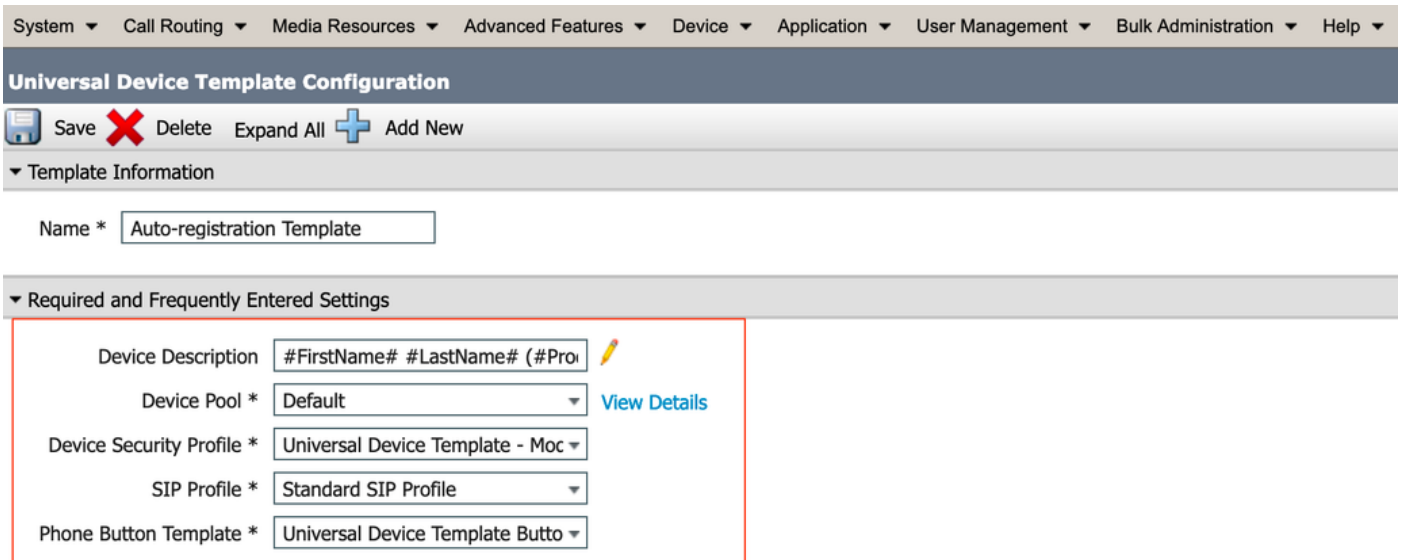 System Call Routing Media Resources Advanced Features Device Application User Management Bulk Administration Help
Universal Device Template Configuration
Save Delete Expand All Add New
Template Information
Name * Auto-registration Template
Required and Frequently Entered Settings
Device Description #FirstName# #LastName# (#Pro
Device Pool * Default View Details
Device Security Profile * Universal Device Template - Moc
SIP Profile * Standard SIP Profile
Phone Button Template * Universal Device Template Butto